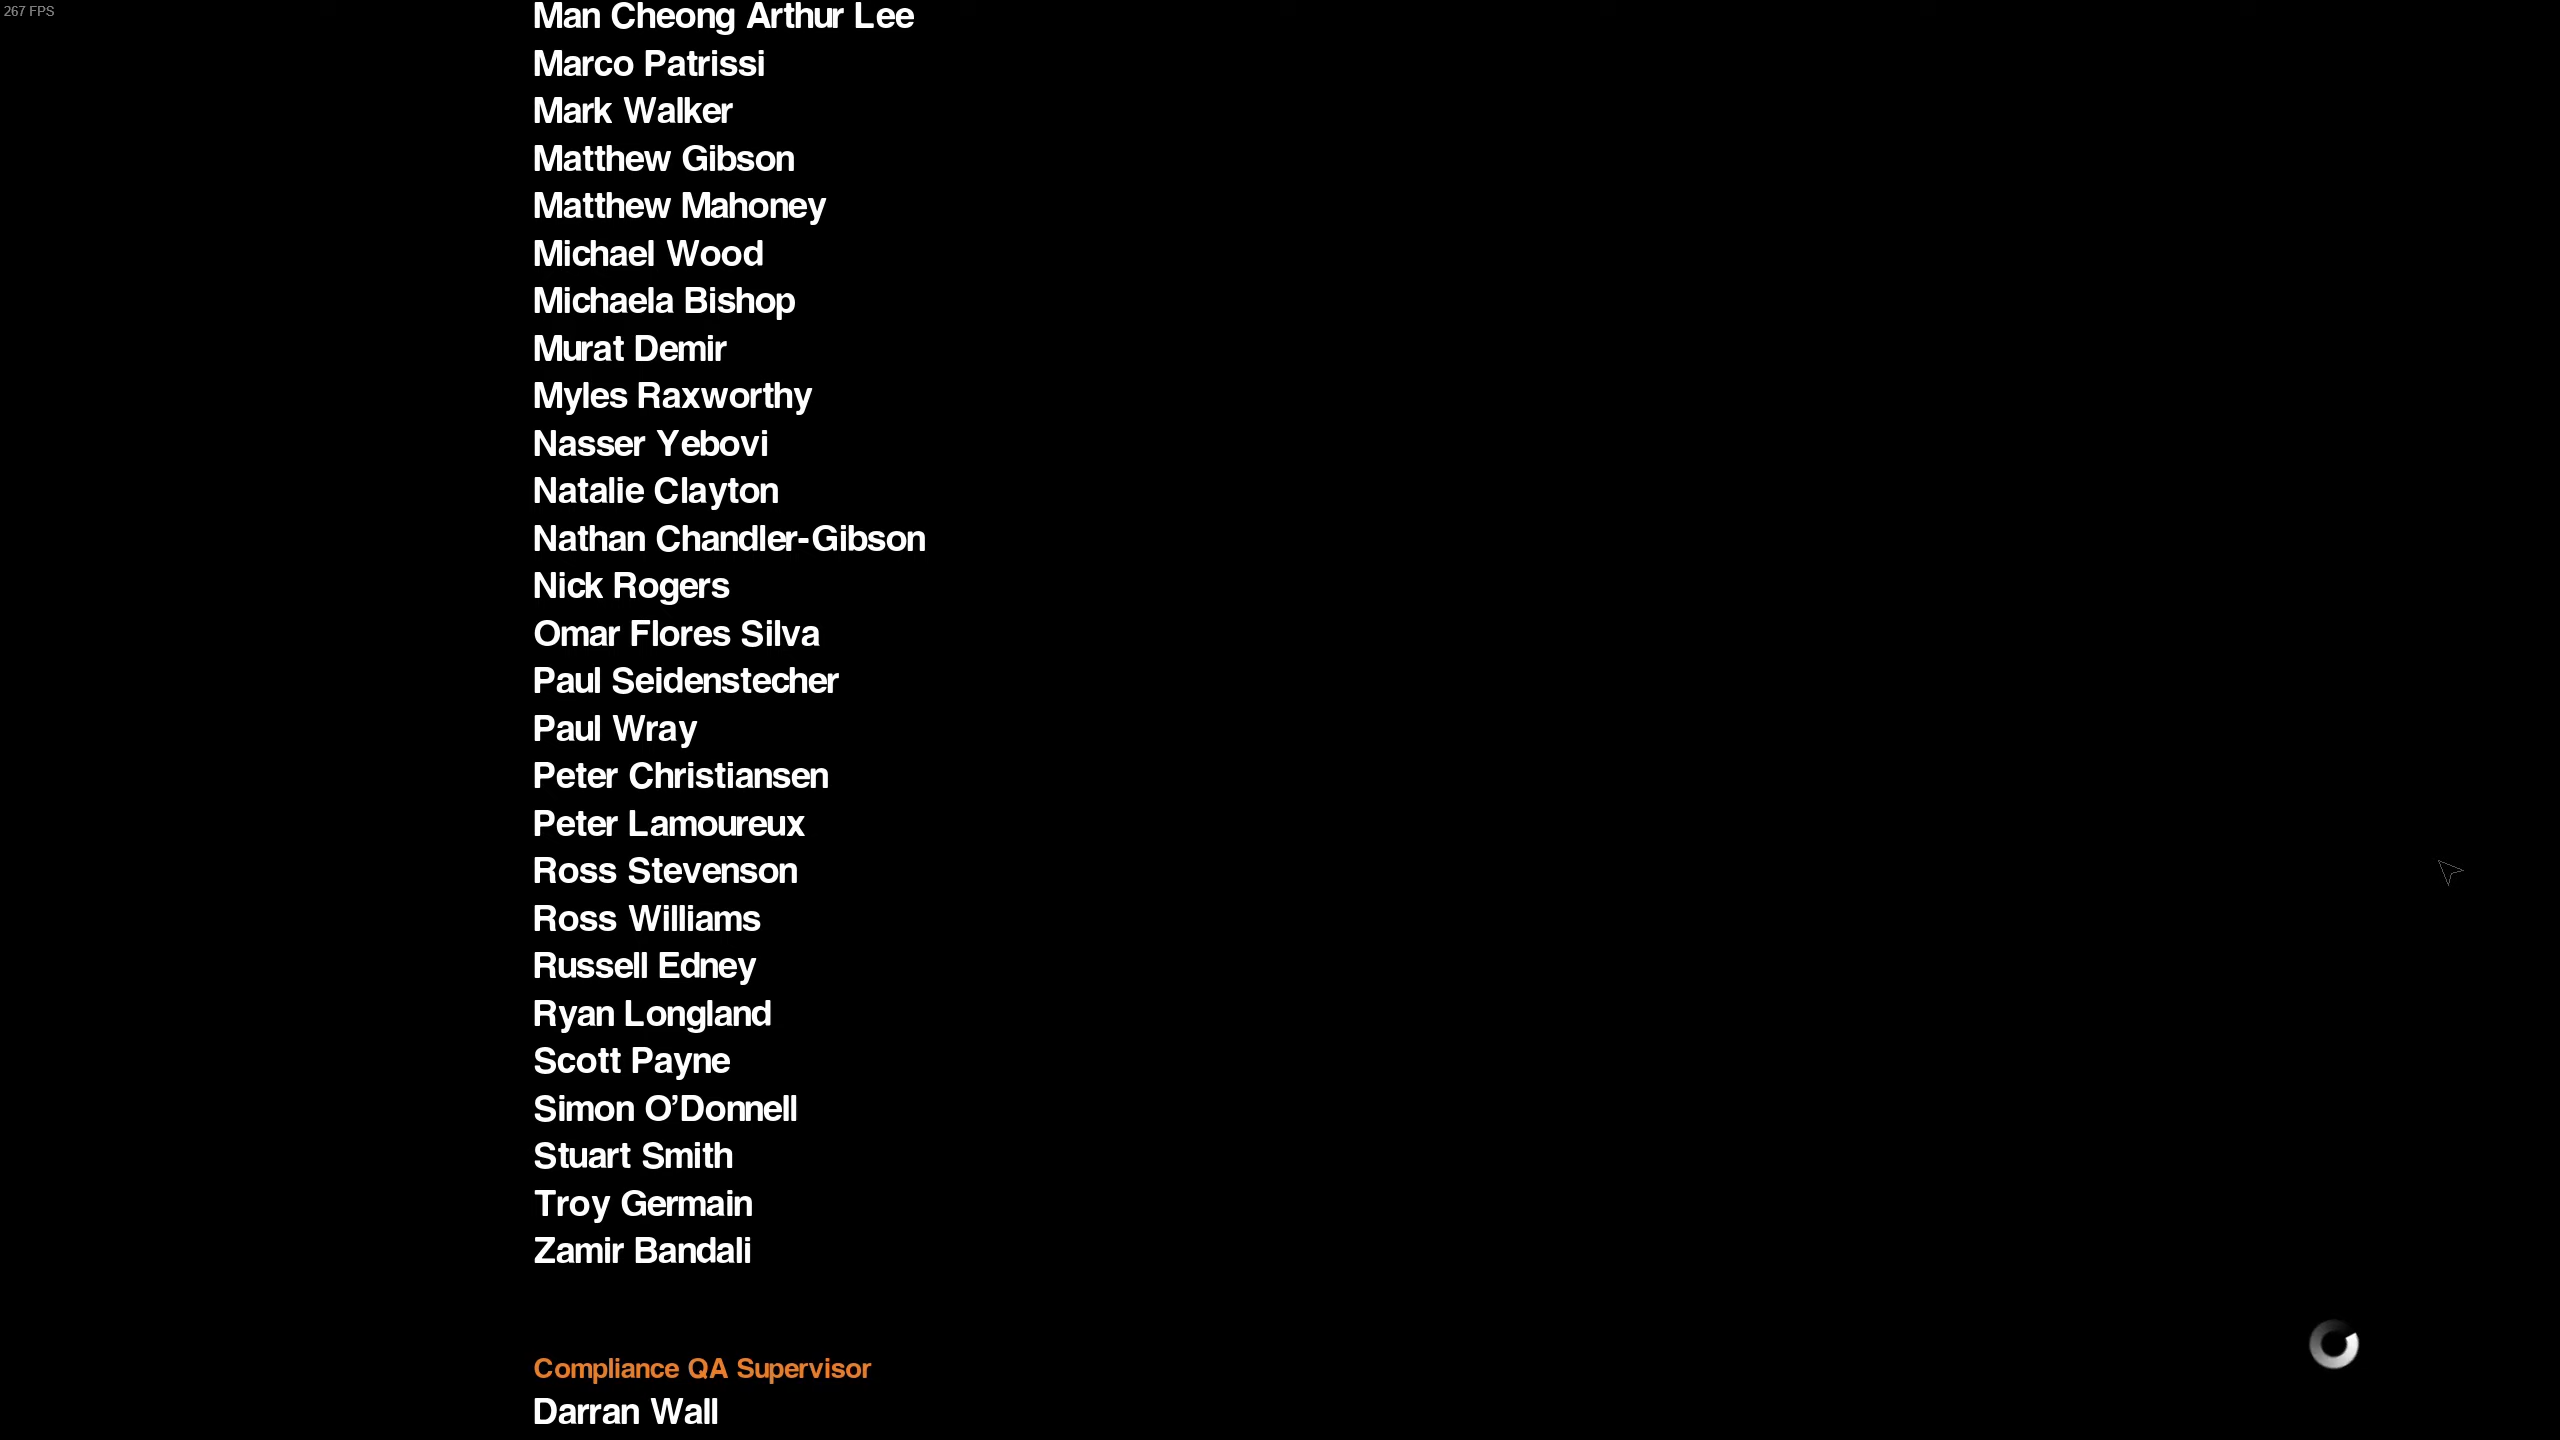 267 FPS
Man Cheong Arthur Lee
Marco Patrissi
Mark Walker
Matthew Gibson
Matthew Mahoney
Michael Wood
Michaela Bishop
Murat Demir
Myles Raxworthy
Nasser Yebovi
Natalie Clayton
Nathan Chandler-Gibson
Nick Rogers
Omar Flores Silva
Paul Seidenstecher
Paul Wray
Peter Christiansen
Peter Lamoureux
Ross Stevenson
Ross Williams
Russell Edney
Ryan Longland
Scott Payne
Simon O’Donnell
Stuart Smith
Troy Germain
Zamir Bandali
Compliance QA Supervisor
Darran Wall